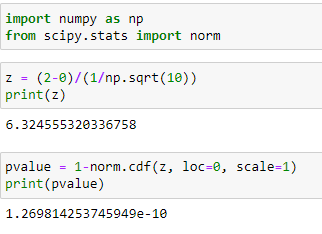 import numpy as np
from scipy.stats import norm
z = (2-0)/(1/np.sqrt(10))
print(z)
6.324555320336758
pvalue = 1-norm.cdf(z, loc=0, scale=1)
print(pvalue)
1.269814253745949e-10